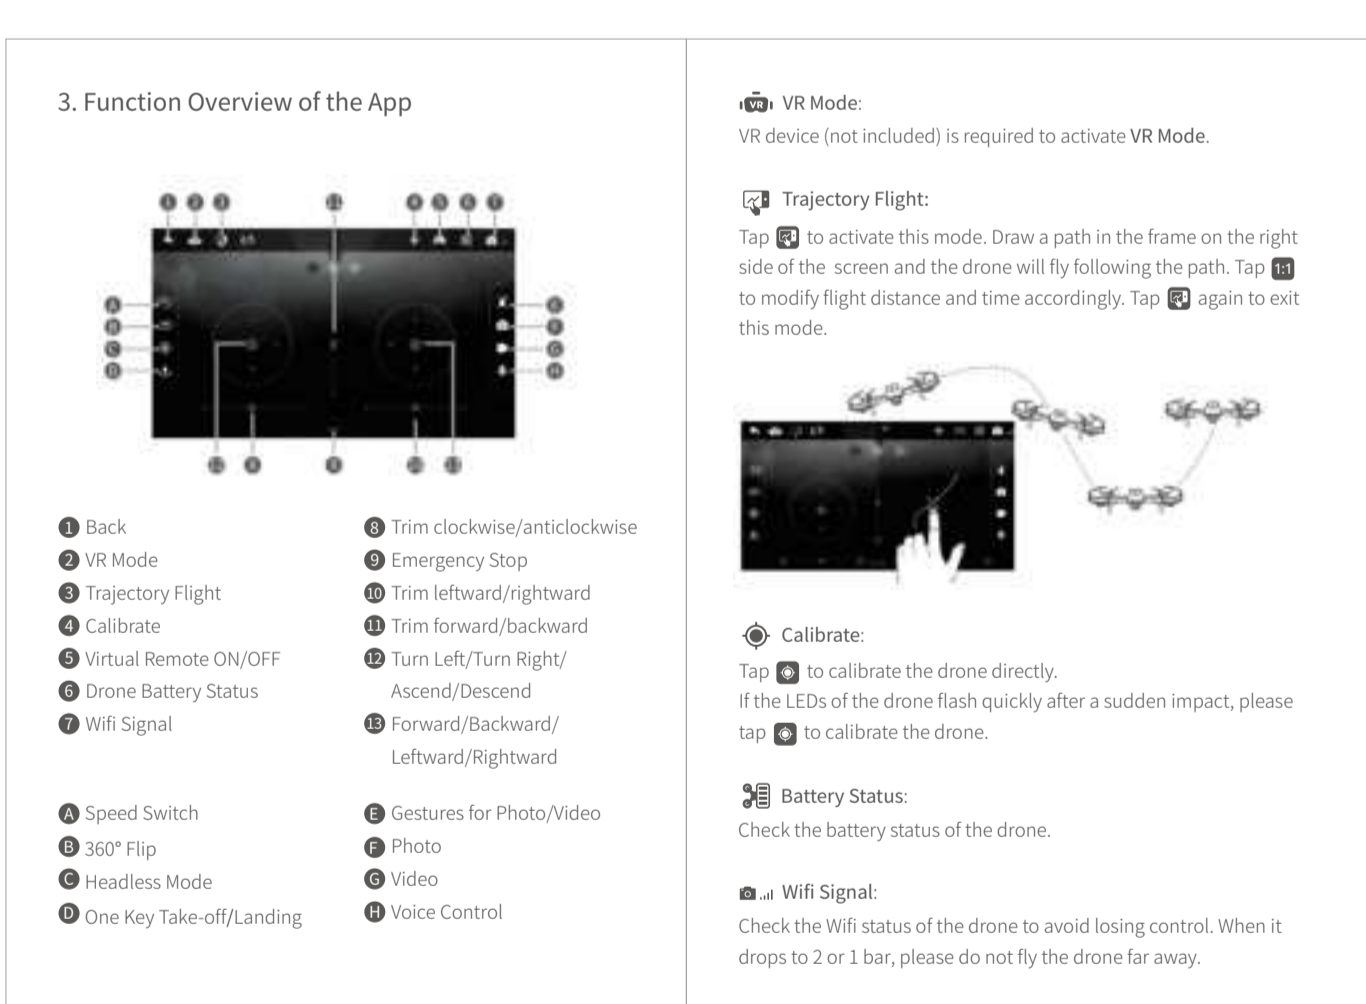 3. Function Overview of the App
1 Back
2 VR Mode
3 Trajectory Flight
4 Calibrate
5 Virtual Remote ON/OFF
6 Drone Battery Status
7 Wifi Signal
8 Trim clockwise/anticlockwise
9 Emergency Stop
10 Trim leftward/rightward
11 Trim forward/backward
12 Turn Left/Turn Right/
Ascend/Descend
13 Forward/Backward/
Leftward/Rightward
A Speed Switch
B 360° Flip
C Headless Mode
D One Key Take-off/Landing
E Gestures for Photo/Video
F Photo
G Video
H Voice Control
VR VR Mode:
VR device (not included) is required to activate VR Mode.
Trajectory Flight:
Tap to activate this mode. Draw a path in the frame on the right
side of the screen and the drone will fly following the path. Tap 1:1
to modify flight distance and time accordingly. Tap again to exit
this mode.
Calibrate:
Tap to calibrate the drone directly.
If the LEDs of the drone flash quickly after a sudden impact, please
tap to calibrate the drone.
Battery Status:
Check the battery status of the drone.
Wifi Signal:
Check the Wifi status of the drone to avoid losing control. When it
drops to 2 or 1 bar, please do not fly the drone far away.